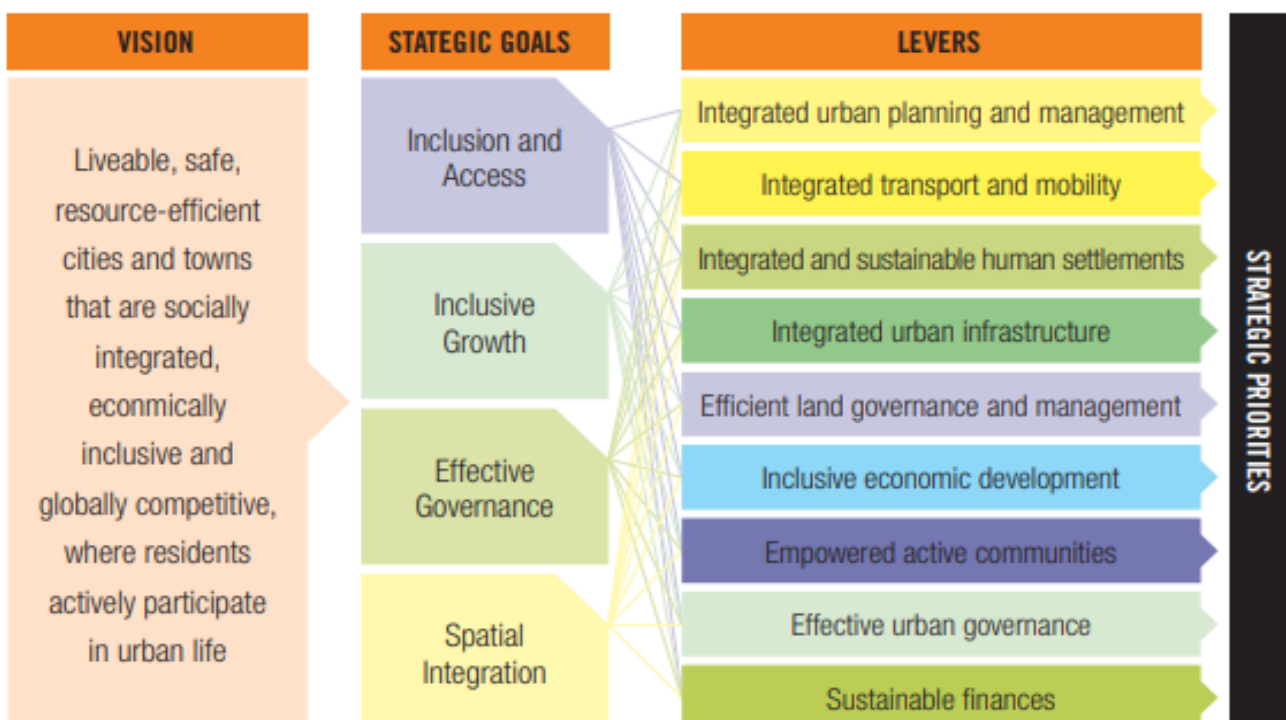 VISION
Liveable, safe,
resource-efficient
cities and towns
that are socially
integrated,
econmically
inclusive and
globally competitive,
where residents
actively participate
in urban life
STATEGIC GOALS
Inclusion and
Access
Inclusive
Growth
Effective
Governance
Spatial
Integration
LEVERS
Integrated urban planning and management
Integrated transport and mobility
Integrated and sustainable human settlements
Integrated urban infrastructure
Efficient land governance and management
Inclusive economic development
Empowered active communities
Effective urban governance
Sustainable finances
STRATEGIC PRIORITIES